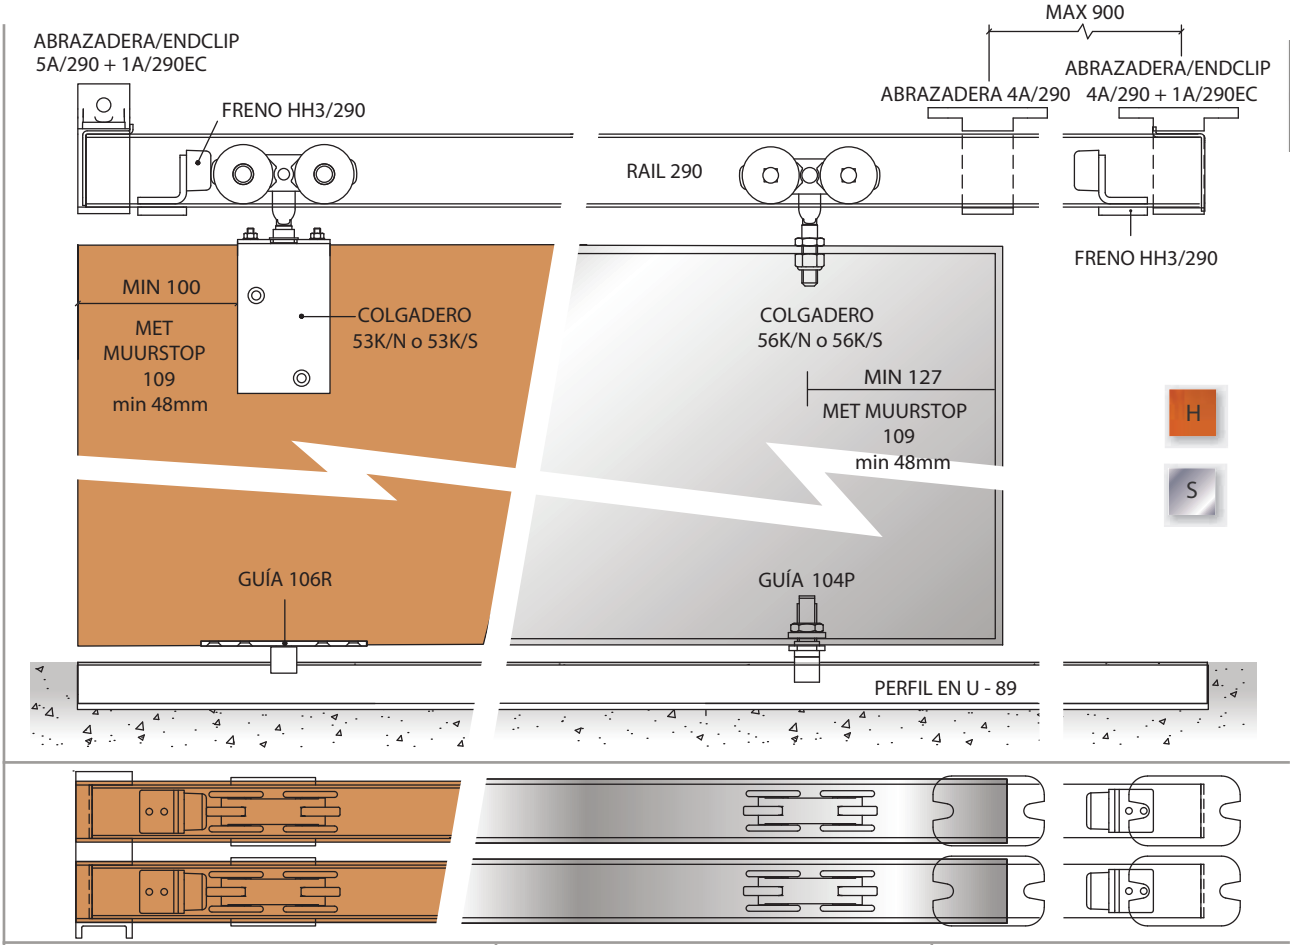 MAX 900
ABRAZADERA/ENDCLIP
5A/290 + 1A/290EC
FRENO HH3/290
ABRAZADERA 4A/290
ABRAZADERA/ENDCLIP
4A/290 + 1A/290EC
RAIL 290
FRENO HH3/290
MIN 100
MET
MUURSTOP
109
min 48mm
COLGADERO
53K/N o 53K/S
COLGADERO
56K/N o 56K/S
MIN 127
MET MUURSTOP
109
min 48mm
H
S
GUÍA 106R
GUÍA 104P
PERFIL EN U - 89